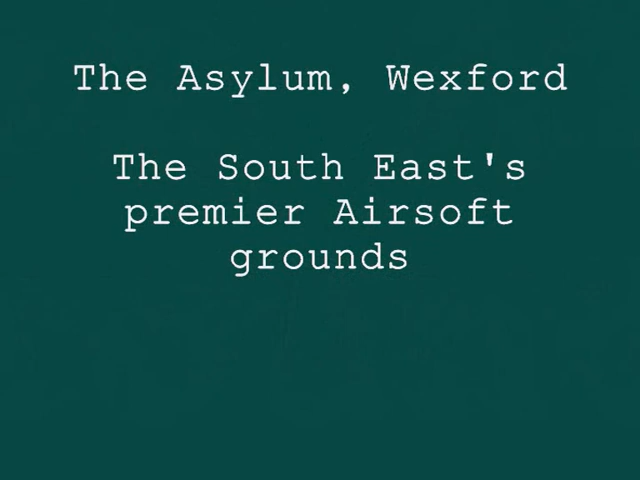 The Asylum, Wexford
The South East's
premier Airsoft
grounds